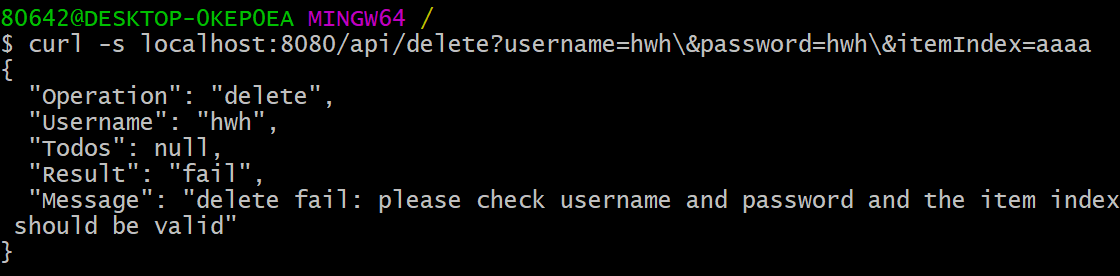 80642@DESKTOP-0KEP0EA MINGW64 /
$ curl -s localhost:8080/api/delete?username=hwh\&password=hwh\&itemIndex=aaaa
{
  "Operation": "delete",
  "Username": "hwh",
  "Todos": null,
  "Result": "fail",
  "Message": "delete fail: please check username and password and the item index
 should be valid"
}